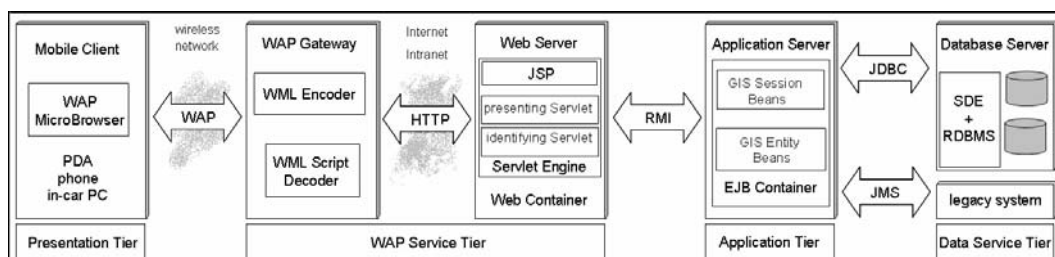 Mobile Client
WAP
MicroBrowser
PDA
phone
in-car PC
Presentation Tier
wireless
network
WAP
WAP Gateway
WML Encoder
WML Script
Decoder
Internet
Intranet
HTTP
Web Server
JSP
presenting Servlet
identifying Servlet
Servlet Engine
Web Container
WAP Service Tier
RMI
Application Server
GIS Session
Beans
GIS Entity
Beans
EJB Container
Application Tier
JDBC
JMS
Database Server
SDE
+
RDBMS
legacy system
Data Service Tier